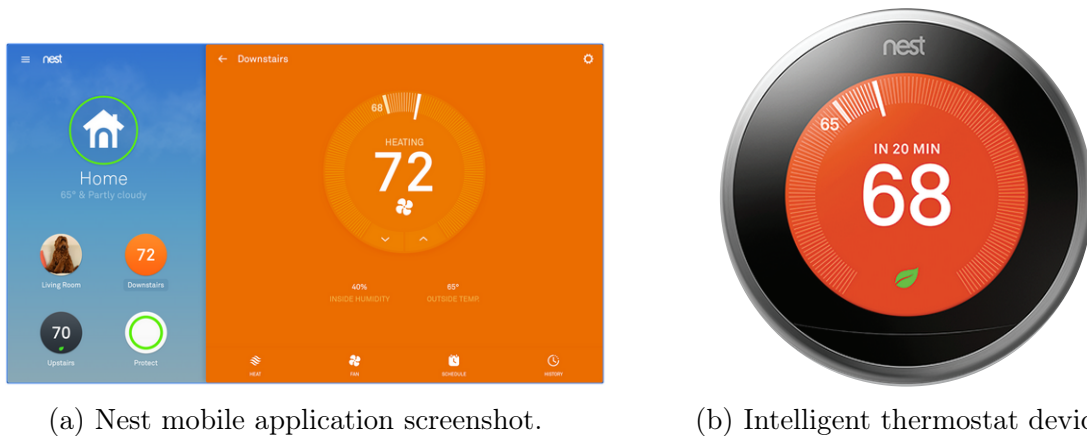 nest
Home
65° & Partly cloudy
Living Room
72
Downstairs
70
Upstairs
Protect
← Downstairs
68
HEATING
72
40%
INSIDE HUMIDITY
65°
OUTSIDE TEMP.
HEAT
FAN
SCHEDULE
HISTORY
(a) Nest mobile application screenshot.
nest
65
IN 20 MIN
68
(b) Intelligent thermostat devic